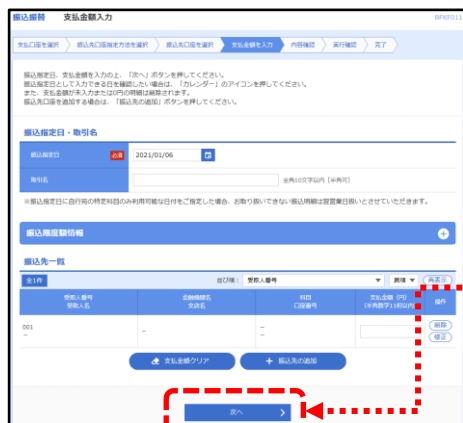 振込振替 支払金額入力 BFKF011
支払口座を選択 振込先口座指定方法を選択 振込先口座を選択 支払金額を入力 内容確認 実行確認 完了
振込指定日、支払金額を入力の上、「次へ」ボタンを押してください。
振込指定日として入力できる日を確認したい場合は、「カレンダー」のアイコンを押してください。
また、支払金額が未入力または0円の明細は削除されます。
振込先口座を追加する場合は、「振込先の追加」ボタンを押してください。
振込指定日・取引名
振込指定日 必須 2021/01/06
取引名 全角10文字以内 [半角可]
※振込指定日に自行宛の特定科目のみ利用可能な日付をご指定した場合、お取り扱いできない振込明細は翌営業日扱いとさせていただきます。
振込限度額情報
振込先一覧
全1件 並び順： 受取人番号 昇順 再表示
受取人番号 金融機関名 科目 支払金額（円） 操作
受取人名 支店名 口座番号 (半角数字11桁以内)
001 － － 削除
－ － 修正
支払金額クリア ＋ 振込先の追加
次へ